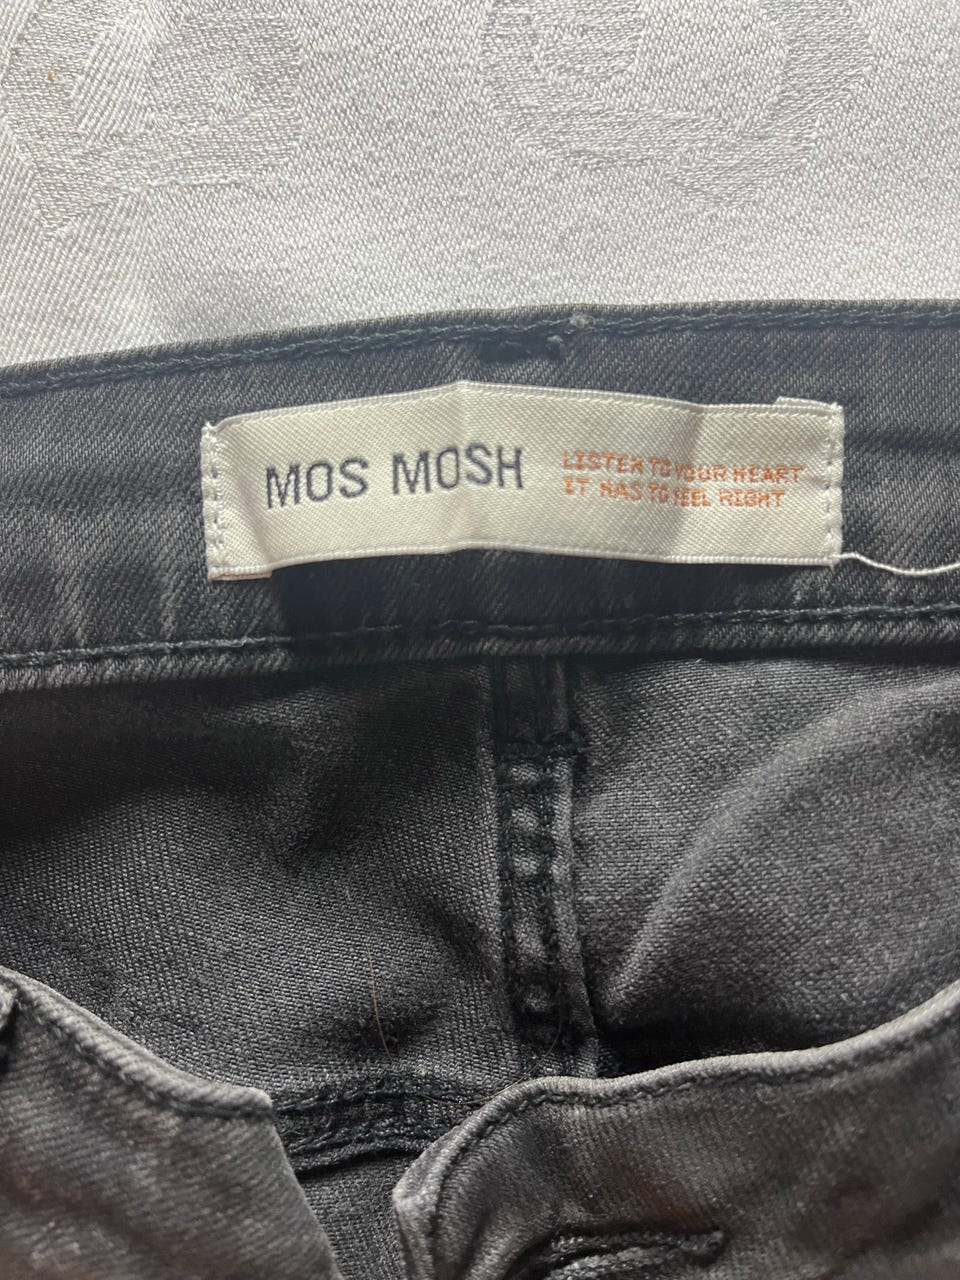 MOS MOSH
LISTEN TO YOUR HEART
IT HAS TO FEEL RIGHT